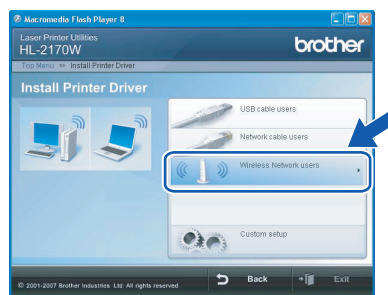 Macromedia Flash Player 8
Laser Printer Utilities
HL-2170W
brother
Top Menu ›› Install Printer Driver
Install Printer Driver
USB cable users
Network cable users
Wireless Network users
Custom setup
© 2001-2007 Brother Industries Ltd. All rights reserved
Back
Exit